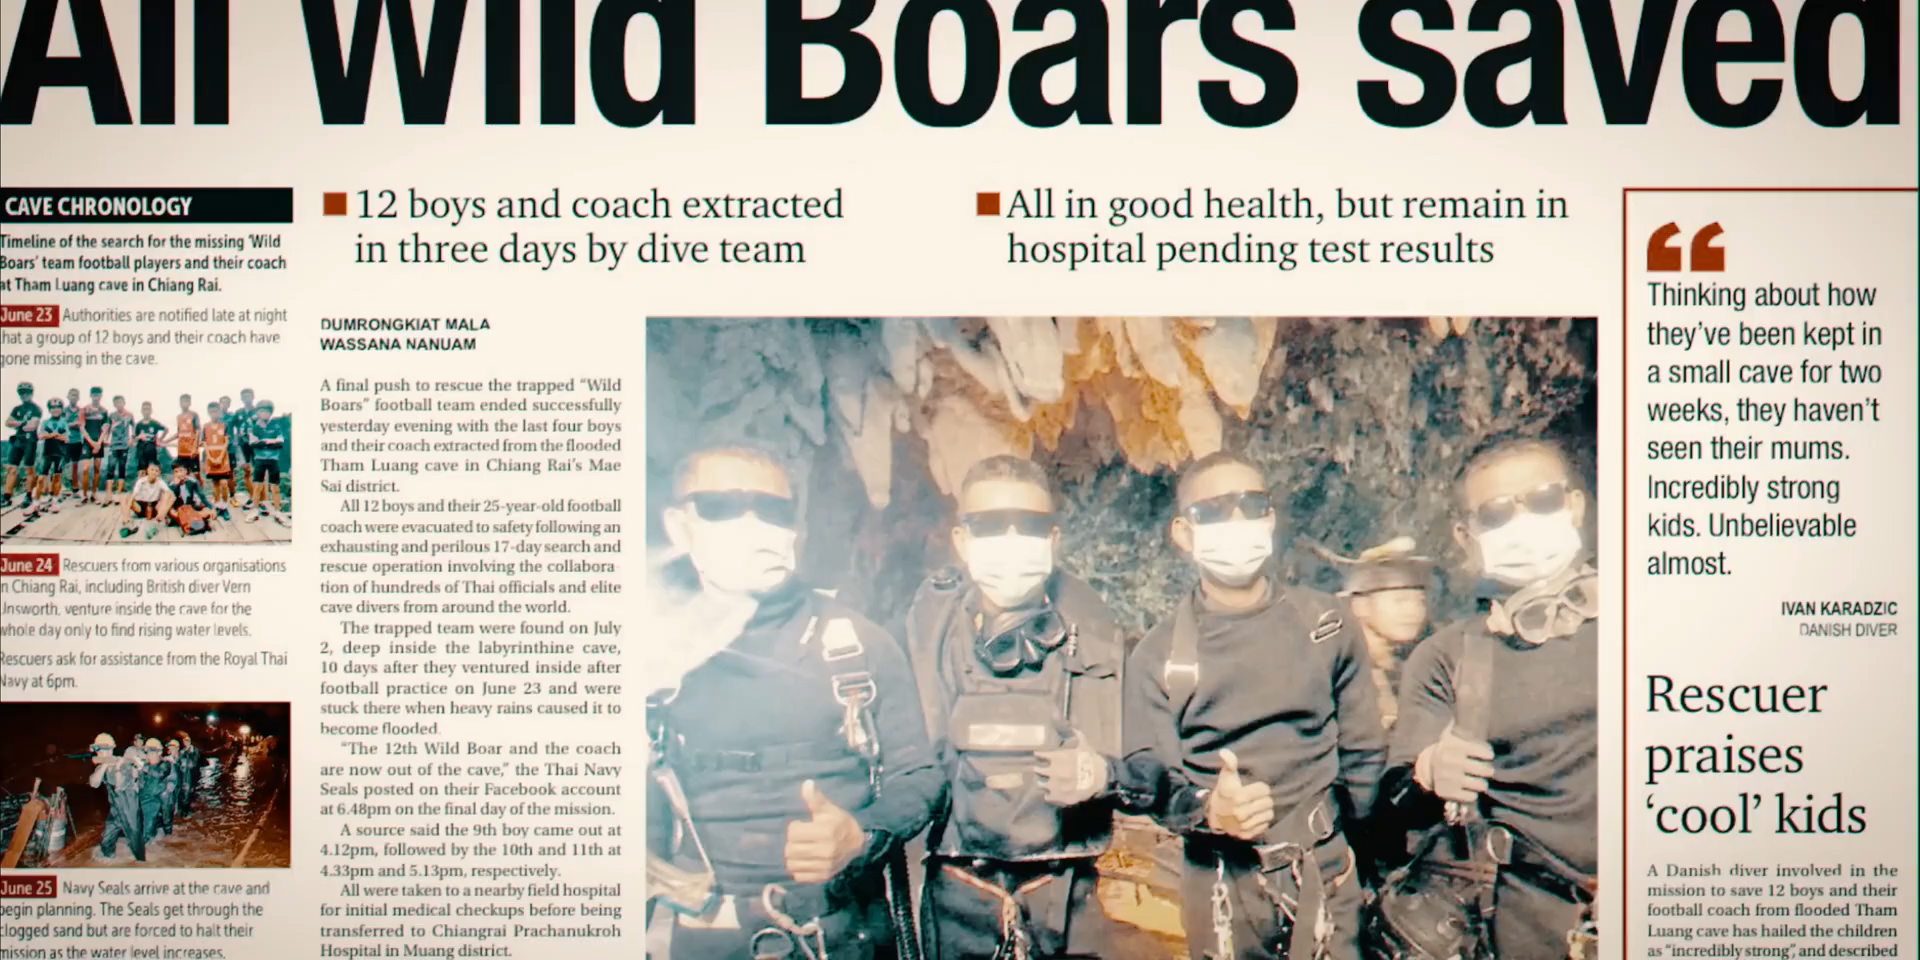 All Wild Boars saved
CAVE CHRONOLOGY
Timeline of the search for the missing 'Wild
Boars' team football players and their coach
at Tham Luang cave in Chiang Rai.
June 23 Authorities are notified late at night
that a group of 12 boys and their coach have
gone missing in the cave.
June 24 Rescuers from various organisations
in Chiang Rai, including British diver Vern
Unsworth, venture inside the cave for the
whole day only to find rising water levels.
Rescuers ask for assistance from the Royal Thai
Navy at 6pm.
June 25 Navy Seals arrive at the cave and
begin planning. The Seals get through the
clogged sand but are forced to halt their
mission as the water level increases.
12 boys and coach extracted
in three days by dive team
All in good health, but remain in
hospital pending test results
DUMRONGKIAT MALA
WASSANA NANUAM
A final push to rescue the trapped “Wild
Boars” football team ended successfully
yesterday evening with the last four boys
and their coach extracted from the flooded
Tham Luang cave in Chiang Rai's Mae
Sai district.
All 12 boys and their 25-year-old football
coach were evacuated to safety following an
exhausting and perilous 17-day search and
rescue operation involving the collabora-
tion of hundreds of Thai officials and elite
cave divers from around the world.
The trapped team were found on July
2, deep inside the labyrinthine cave,
10 days after they ventured inside after
football practice on June 23 and were
stuck there when heavy rains caused it to
become flooded.
“The 12th Wild Boar and the coach
are now out of the cave,” the Thai Navy
Seals posted on their Facebook account
at 6.48pm on the final day of the mission.
A source said the 9th boy came out at
4.12pm, followed by the 10th and 11th at
4.33pm and 5.13pm, respectively.
All were taken to a nearby field hospital
for initial medical checkups before being
transferred to Chiangrai Prachanukroh
Hospital in Muang district.
“
Thinking about how
they've been kept in
a small cave for two
weeks, they haven't
seen their mums.
Incredibly strong
kids. Unbelievable
almost.
IVAN KARADZIC
DANISH DIVER
Rescuer
praises
‘cool’ kids
A Danish diver involved in the
mission to save 12 boys and their
football coach from flooded Tham
Luang cave has hailed the children
as “incredibly strong”, and described